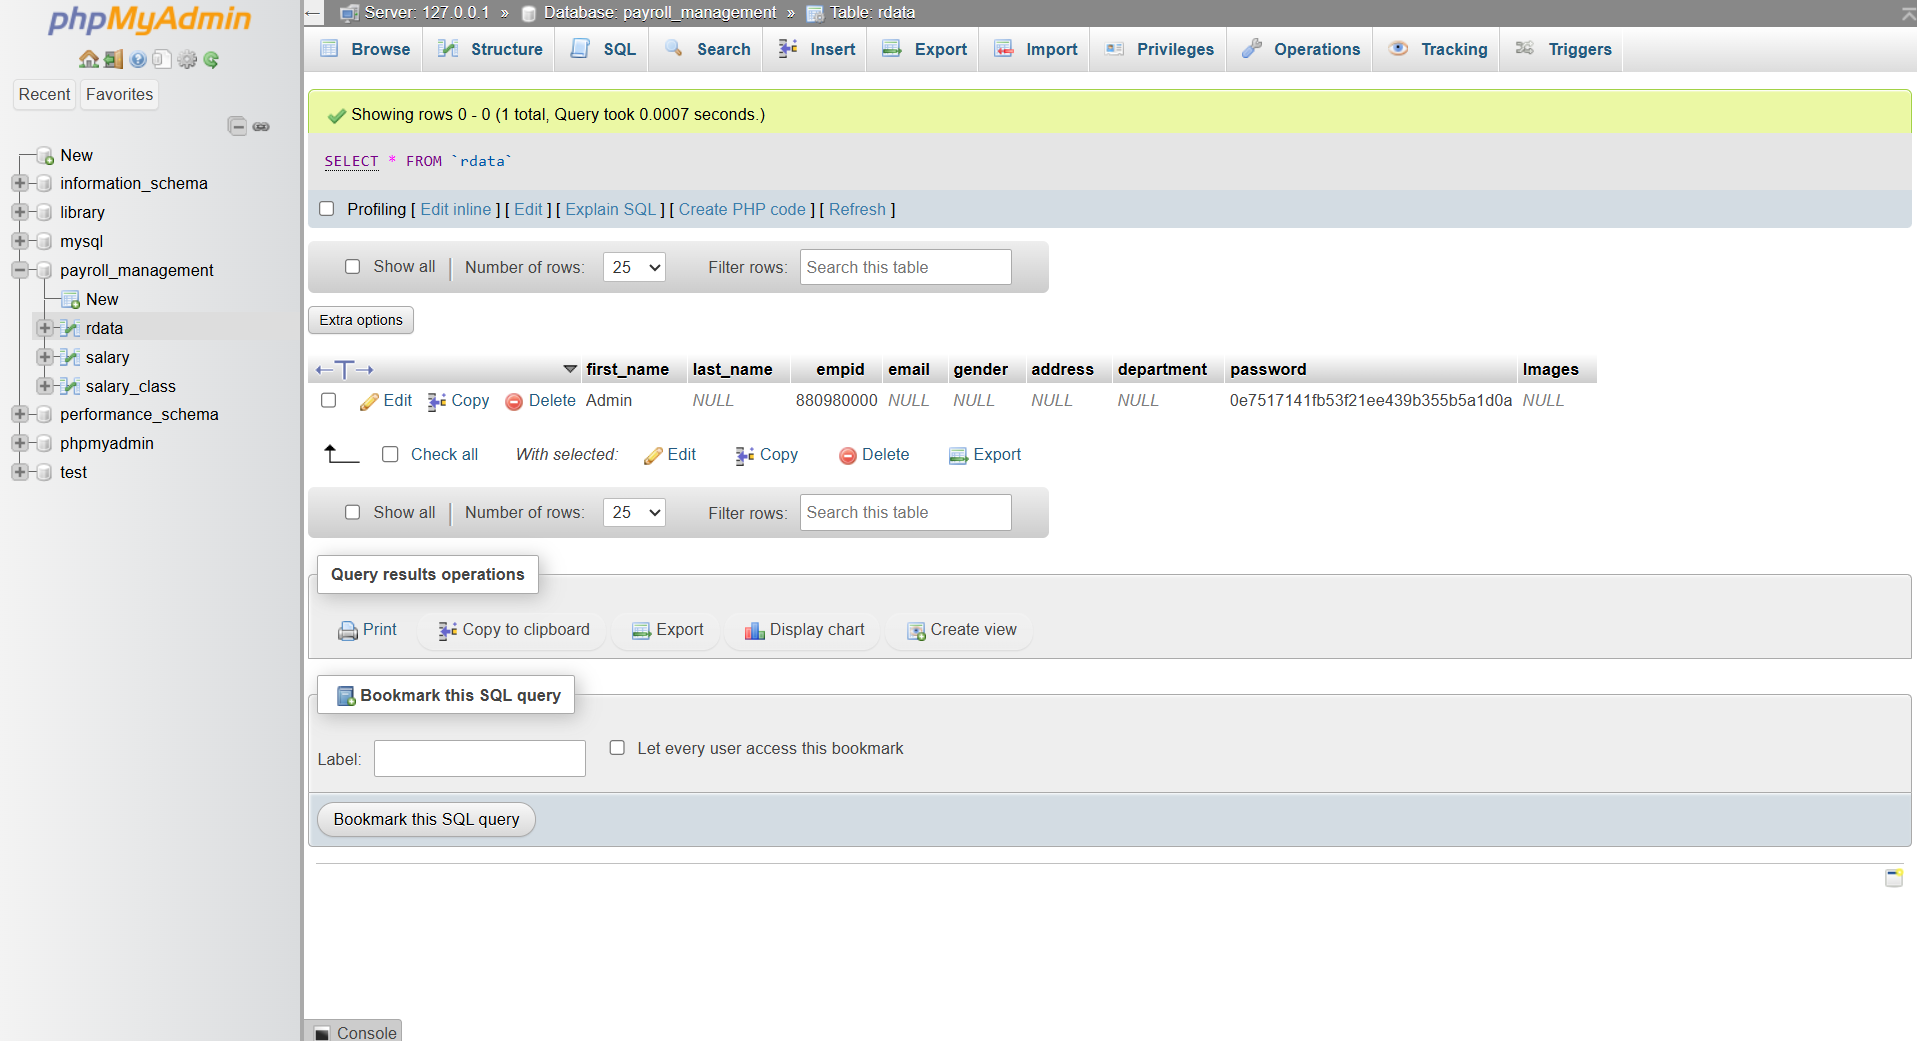 phpMyAdmin
Recent Favorites
New
information_schema
library
mysql
payroll_management
New
rdata
salary
salary_class
performance_schema
phpmyadmin
test
Server: 127.0.0.1 » Database: payroll_management » Table: rdata
Browse Structure SQL Search Insert Export Import Privileges Operations Tracking Triggers
Showing rows 0 - 0 (1 total, Query took 0.0007 seconds.)
SELECT * FROM `rdata`
Profiling [ Edit inline ] [ Edit ] [ Explain SQL ] [ Create PHP code ] [ Refresh ]
Show all Number of rows: 25 Filter rows: Search this table
Extra options
first_name last_name empid email gender address department password Images
Edit Copy Delete Admin NULL 880980000 NULL NULL NULL NULL 0e7517141fb53f21ee439b355b5a1d0a NULL
Check all With selected: Edit Copy Delete Export
Show all Number of rows: 25 Filter rows: Search this table
Query results operations
Print Copy to clipboard Export Display chart Create view
Bookmark this SQL query
Label: Let every user access this bookmark
Bookmark this SQL query
Console